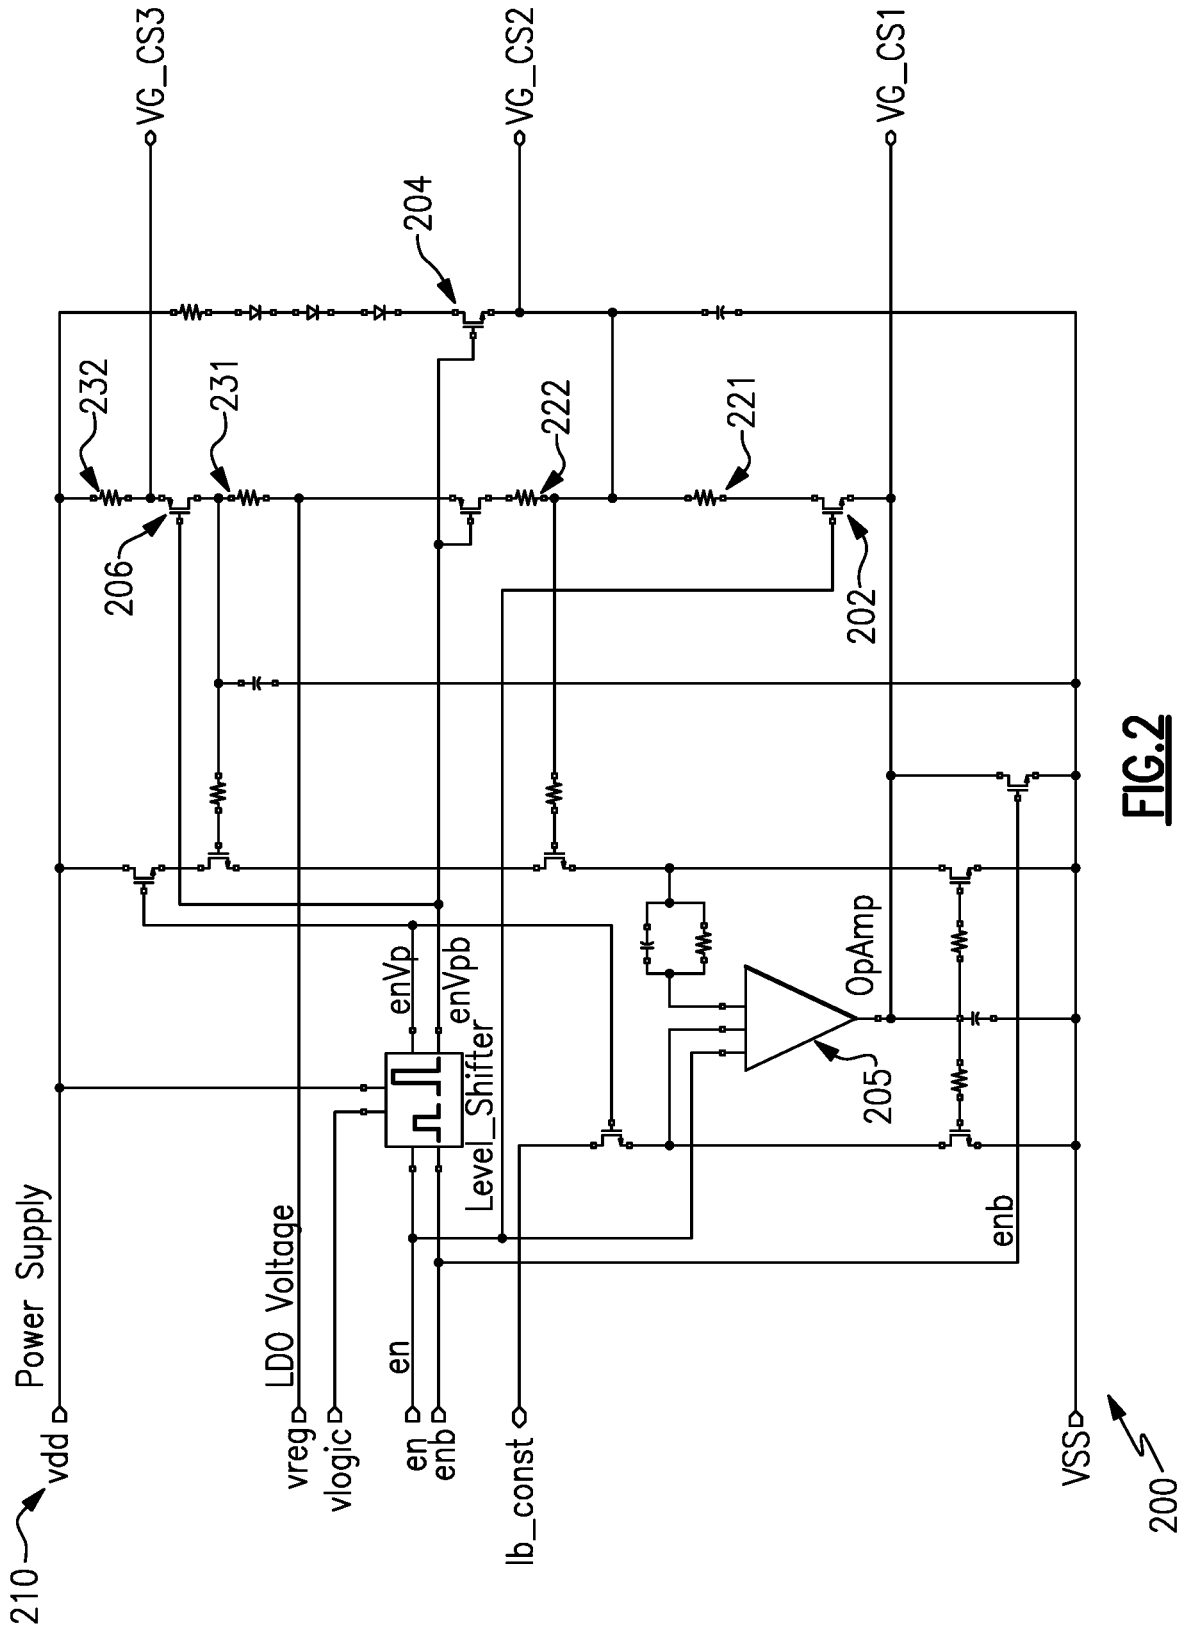 210
vdd
Power Supply
vreg
LDO Voltage
vlogic
en
en
enb
Ib_const
VSS
200
enVp
enVpb
Level_Shifter
OpAmp
205
enb
206
232
231
222
221
202
204
VG_CS3
VG_CS2
VG_CS1
FIG.2